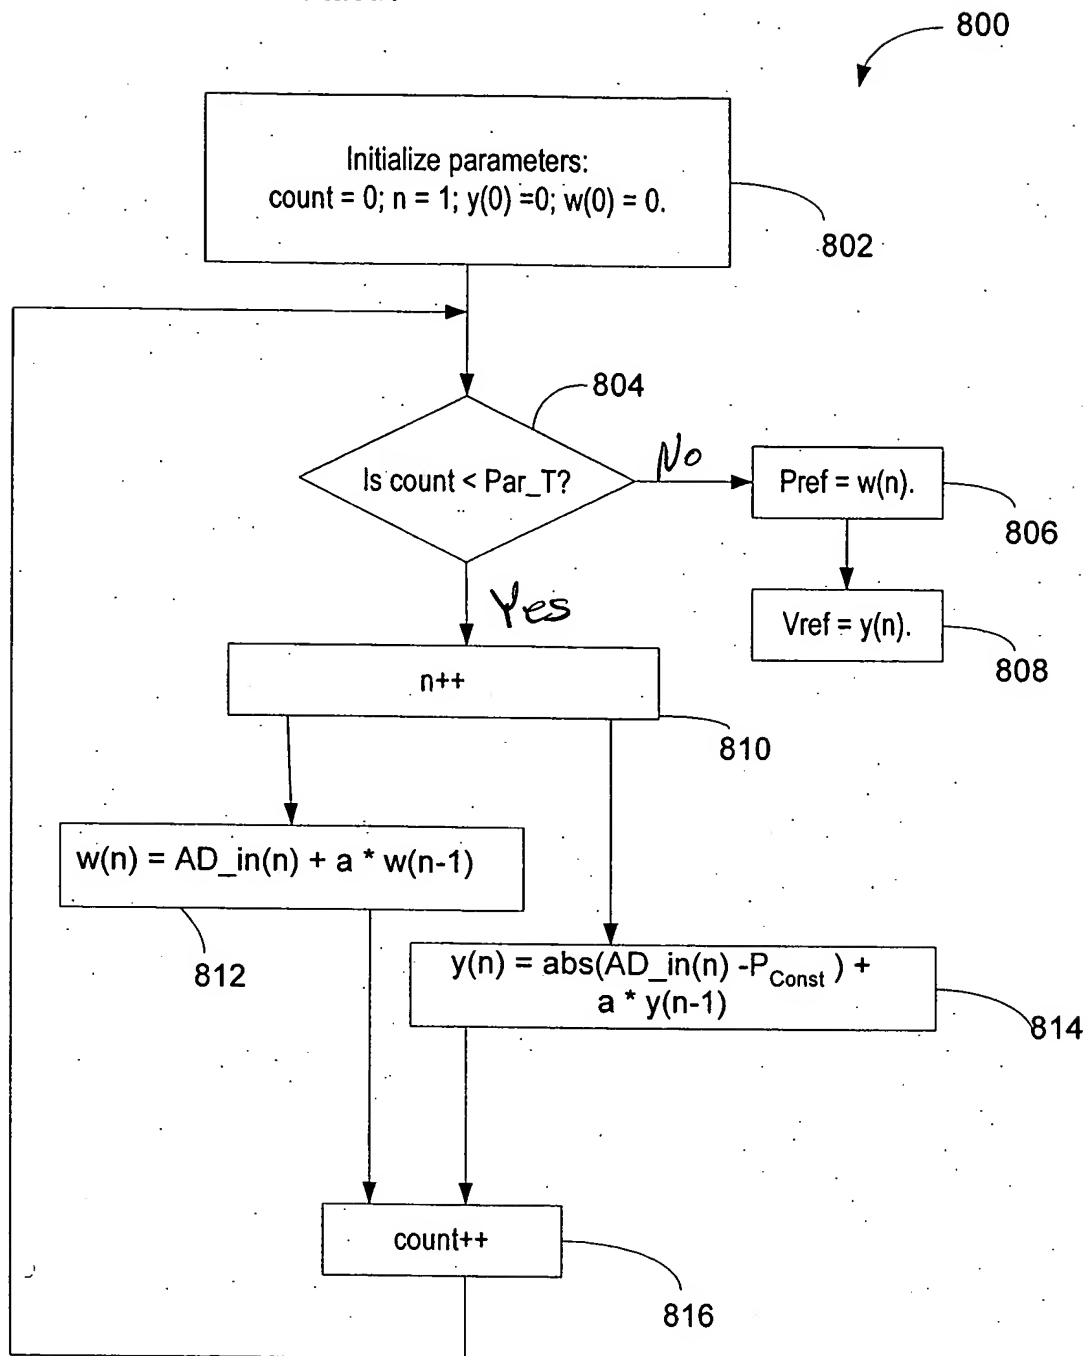 800
Initialize parameters:
count = 0; n = 1; y(0) =0; w(0) = 0.
802
804
Is count < Par_T?
No
Pref = w(n).
806
Yes
Vref = y(n).
808
n++
810
w(n) = AD_in(n) + a * w(n-1)
812
y(n) = abs(AD_in(n) -P_Const ) +
a * y(n-1)
814
count++
816